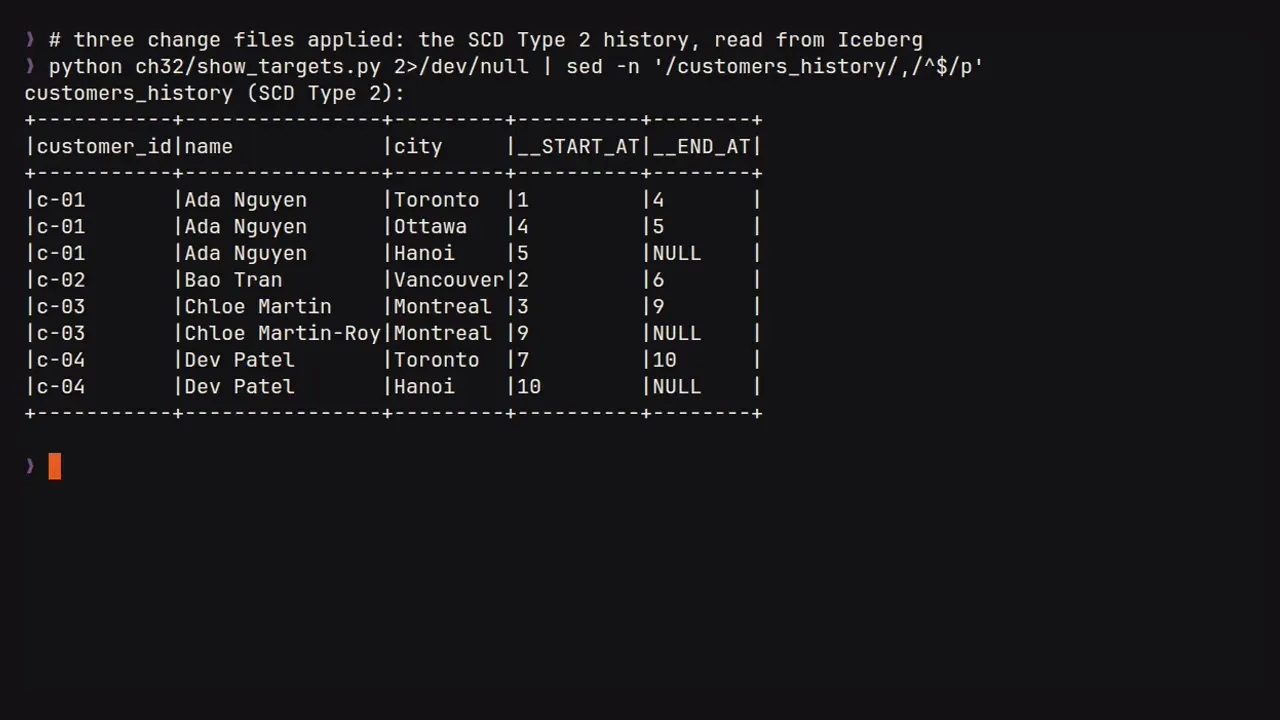 ❯ # three change files applied: the SCD Type 2 history, read from Iceberg
❯ python ch32/show_targets.py 2>/dev/null | sed -n '/customers_history/,/^$/p'
customers_history (SCD Type 2):
+-----------+----------------+---------+----------+--------+
|customer_id|name            |city     |__START_AT|__END_AT|
+-----------+----------------+---------+----------+--------+
|c-01       |Ada Nguyen      |Toronto  |1         |4       |
|c-01       |Ada Nguyen      |Ottawa   |4         |5       |
|c-01       |Ada Nguyen      |Hanoi    |5         |NULL    |
|c-02       |Bao Tran        |Vancouver|2         |6       |
|c-03       |Chloe Martin    |Montreal |3         |9       |
|c-03       |Chloe Martin-Roy|Montreal |9         |NULL    |
|c-04       |Dev Patel       |Toronto  |7         |10      |
|c-04       |Dev Patel       |Hanoi    |10        |NULL    |
+-----------+----------------+---------+----------+--------+
❯